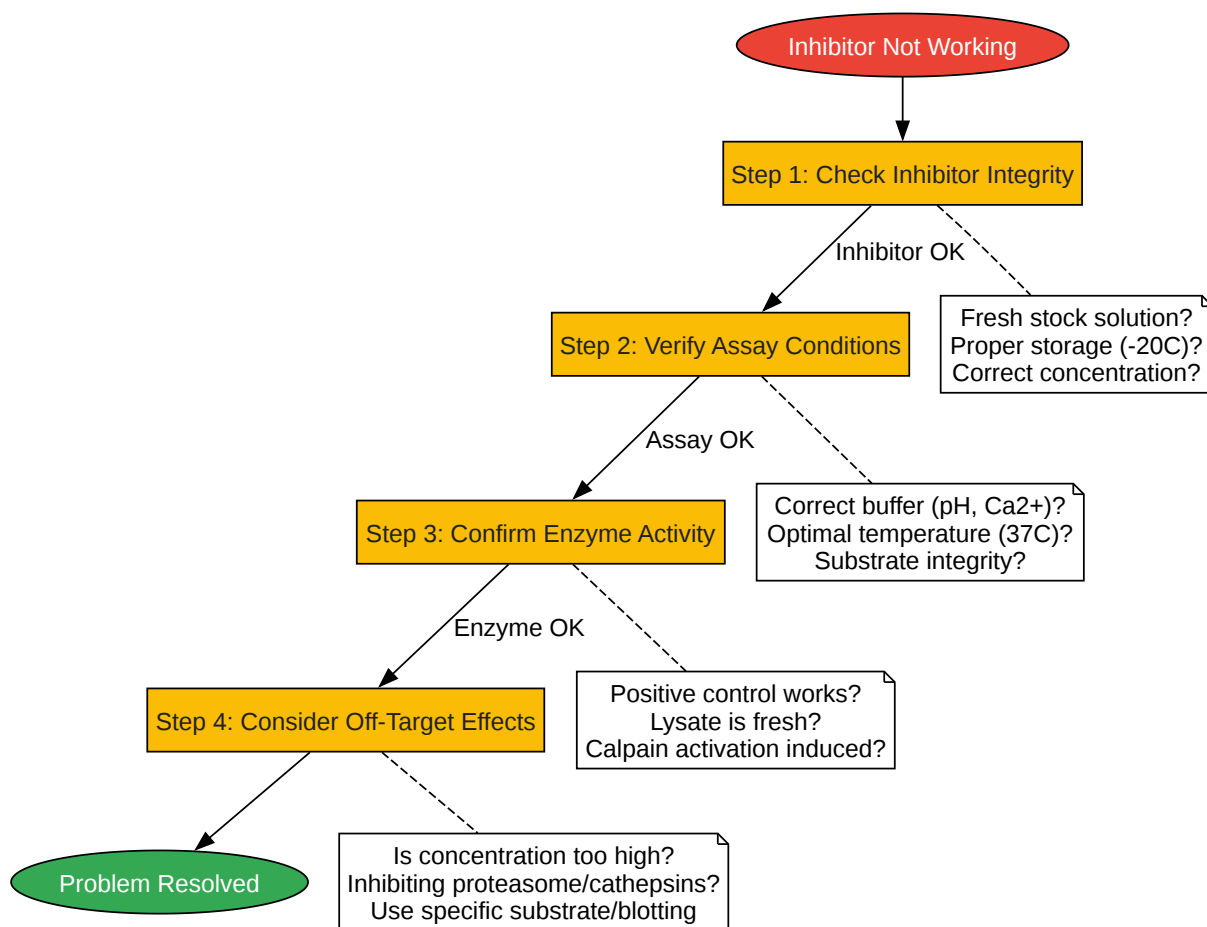 Inhibitor Not Working
Step 1: Check Inhibitor Integrity
Inhibitor OK
Fresh stock solution?
Proper storage (-20C)?
Correct concentration?
Step 2: Verify Assay Conditions
Assay OK
Correct buffer (pH, Ca2+)?
Optimal temperature (37C)?
Substrate integrity?
Step 3: Confirm Enzyme Activity
Enzyme OK
Positive control works?
Lysate is fresh?
Calpain activation induced?
Step 4: Consider Off-Target Effects
Is concentration too high?
Inhibiting proteasome/cathepsins?
Use specific substrate/blotting
Problem Resolved